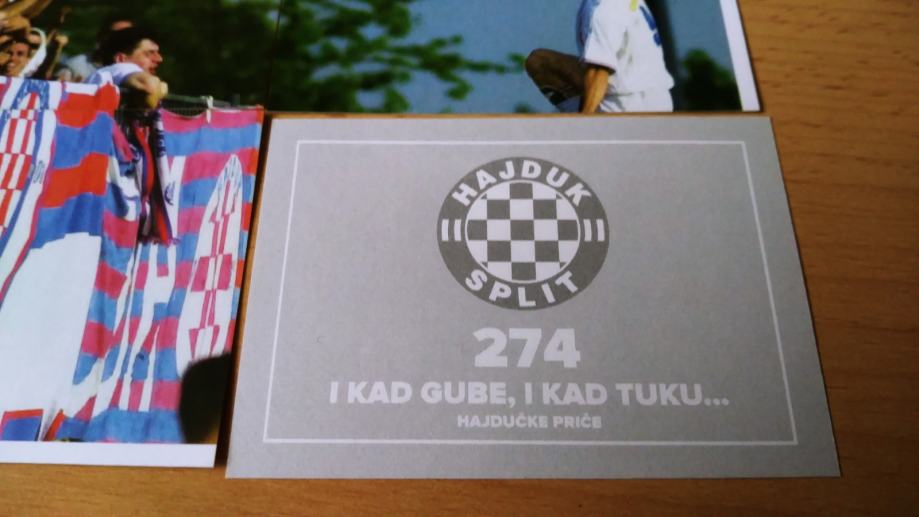 HAJDUK
SPLIT
274
I KAD GUBE, I KAD TUKU...
HAJDUČKE PRIČE